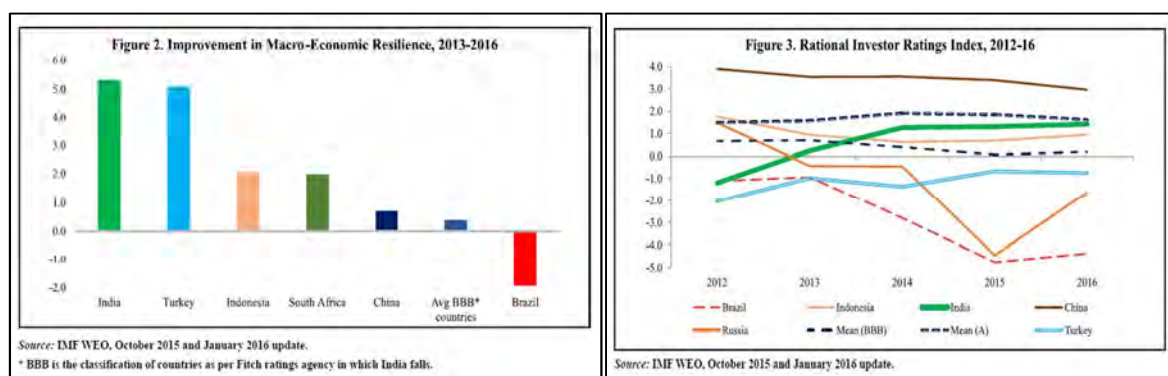 Figure 2. Improvement in Macro-Economic Resilience, 2013-2016
6.0
5.0
4.0
3.0
2.0
1.0
0.0
-1.0
-2.0
India Turkey Indonesia South Africa China Avg BBB* Brazil
countries
Source: IMF WEO, October 2015 and January 2016 update.
* BBB is the classification of countries as per Fitch ratings agency in which India falls.
Figure 3. Rational Investor Ratings Index, 2012-16
4.0
3.0
2.0
1.0
0.0
-1.0
-2.0
-3.0
-4.0
-5.0
2012 2013 2014 2015 2016
Brazil Indonesia India China
Russia Mean (BBB) Mean (A) Turkey
Source: IMF WEO, October 2015 and January 2016 update.